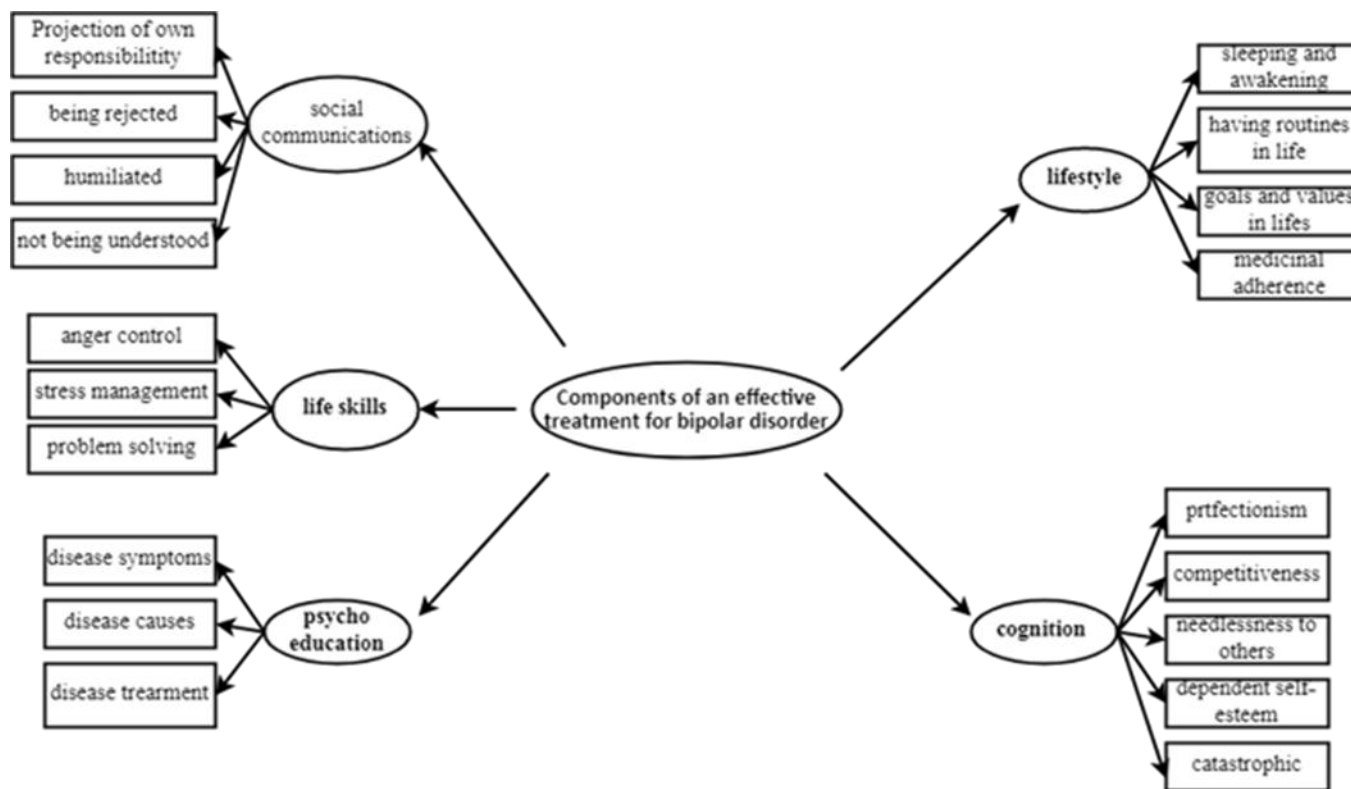 Projection of own
responsibilitity
being rejected
humiliated
not being understood
social
communications
anger control
stress management
problem solving
life skills
disease symptoms
disease causes
disease trearment
psycho
education
Components of an effective
treatment for bipolar disorder
lifestyle
sleeping and
awakening
having routines
in life
goals and values
in lifes
medicinal
adherence
cognition
prtfectionism
competitiveness
needlessness to
others
dependent self-
esteem
catastrophic